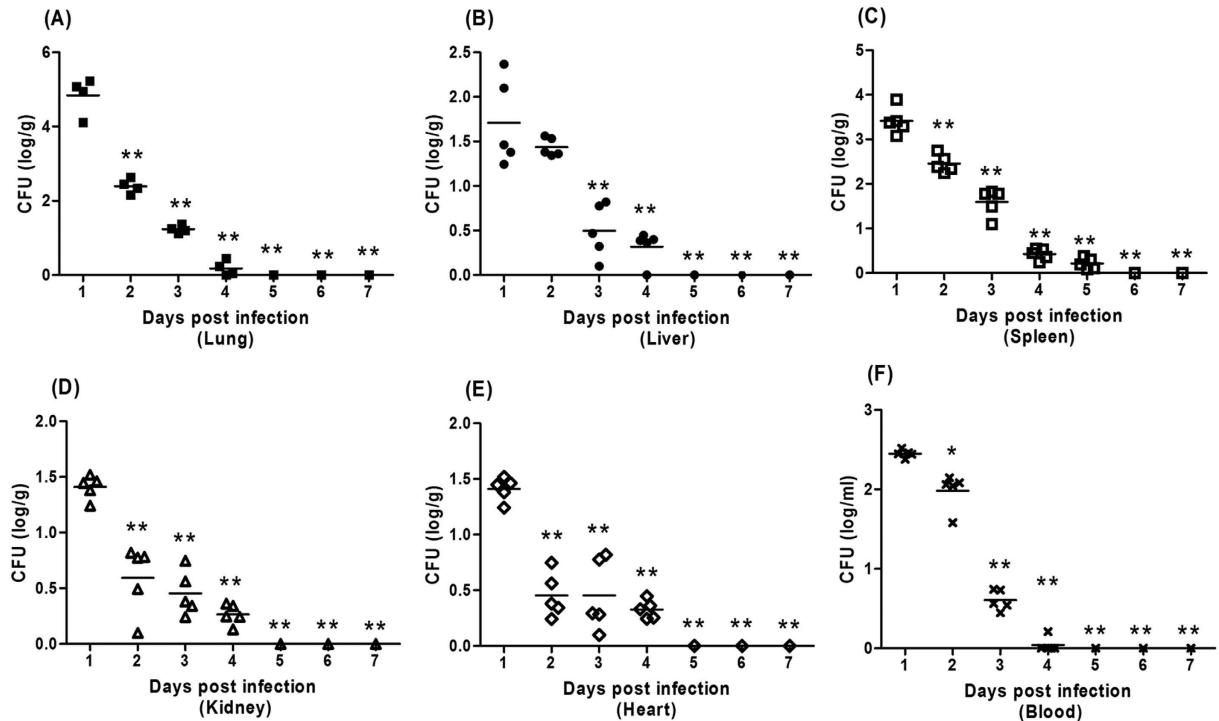 (A)
CFU (log/g)
6
4
2
0
** ** ** ** ** **
1 2 3 4 5 6 7
Days post infection
(Lung)
(B)
CFU (log/g)
2.5
2.0
1.5
1.0
0.5
0.0
** ** ** ** **
1 2 3 4 5 6 7
Days post infection
(Liver)
(C)
CFU (log/g)
5
4
3
2
1
0
** ** ** ** ** **
1 2 3 4 5 6 7
Days post infection
(Spleen)
(D)
CFU (log/g)
2.0
1.5
1.0
0.5
0.0
** ** ** ** ** **
1 2 3 4 5 6 7
Days post infection
(Kidney)
(E)
CFU (log/g)
2.0
1.5
1.0
0.5
0.0
** ** ** ** ** **
1 2 3 4 5 6 7
Days post infection
(Heart)
(F)
CFU (log/ml)
3
2
1
0
* ** ** ** ** **
1 2 3 4 5 6 7
Days post infection
(Blood)